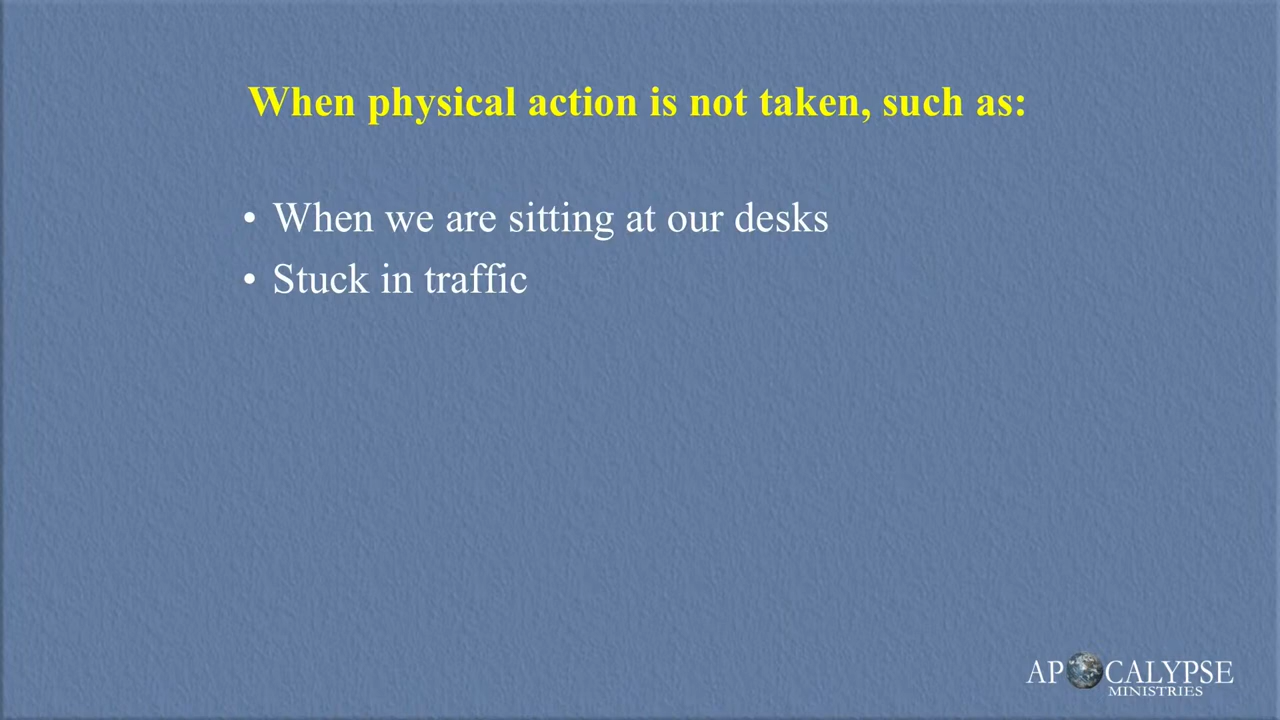 When physical action is not taken, such as:
• When we are sitting at our desks
• Stuck in traffic
APOCALYPSE
MINISTRIES